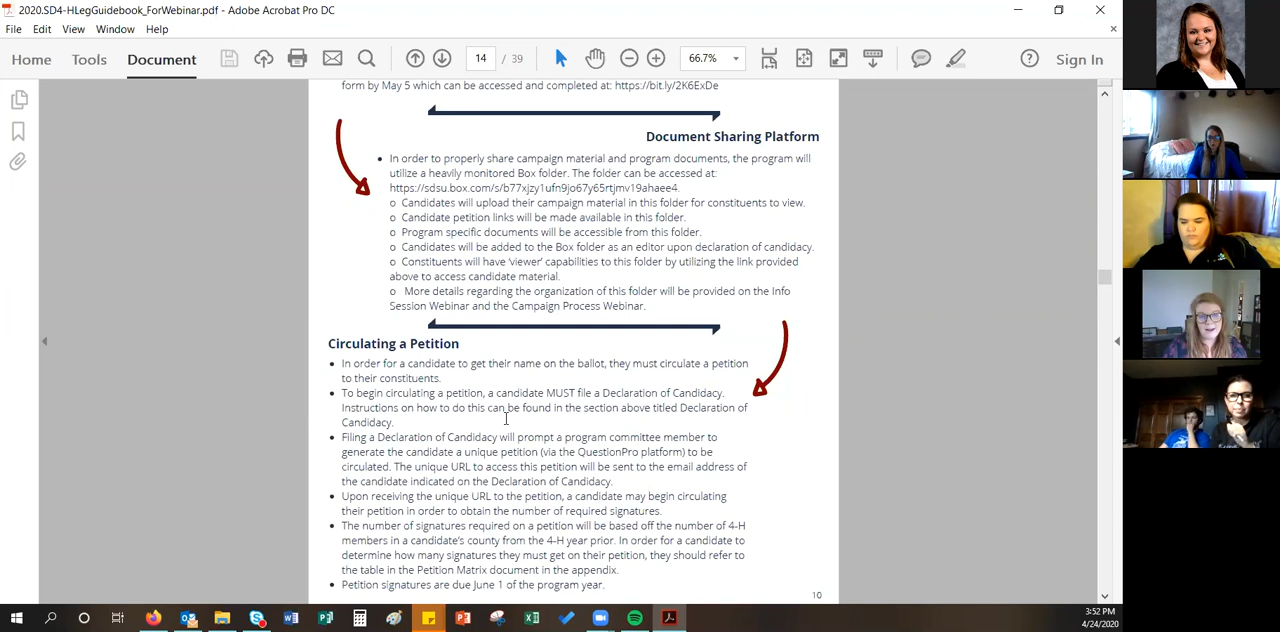 2020.SD4-HLegGuidebook_ForWebinar.pdf - Adobe Acrobat Pro DC
File Edit View Window Help
Home Tools Document 14 / 39 66.7% Sign In
form by May 5 which can be accessed and completed at: https://bit.ly/2K6ExDe
Document Sharing Platform
• In order to properly share campaign material and program documents, the program will
utilize a heavily monitored Box folder. The folder can be accessed at:
https://sdsu.box.com/s/b77xjzy1ufn9jo67y65rtjmv19ahaee4.
o Candidates will upload their campaign material in this folder for constituents to view.
o Candidate petition links will be made available in this folder.
o Program specific documents will be accessible from this folder.
o Candidates will be added to the Box folder as an editor upon declaration of candidacy.
o Constituents will have 'viewer' capabilities to this folder by utilizing the link provided
above to access candidate material.
o More details regarding the organization of this folder will be provided on the Info
Session Webinar and the Campaign Process Webinar.
Circulating a Petition
• In order for a candidate to get their name on the ballot, they must circulate a petition
to their constituents.
• To begin circulating a petition, a candidate MUST file a Declaration of Candidacy.
Instructions on how to do this can be found in the section above titled Declaration of
Candidacy.
• Filing a Declaration of Candidacy will prompt a program committee member to
generate the candidate a unique petition (via the QuestionPro platform) to be
circulated. The unique URL to access this petition will be sent to the email address of
the candidate indicated on the Declaration of Candidacy.
• Upon receiving the unique URL to the petition, a candidate may begin circulating
their petition in order to obtain the number of required signatures.
• The number of signatures required on a petition will be based off the number of 4-H
members in a candidate's county from the 4-H year prior. In order for a candidate to
determine how many signatures they must get on their petition, they should refer to
the table in the Petition Matrix document in the appendix.
• Petition signatures are due June 1 of the program year.
10
3:52 PM
4/24/2020